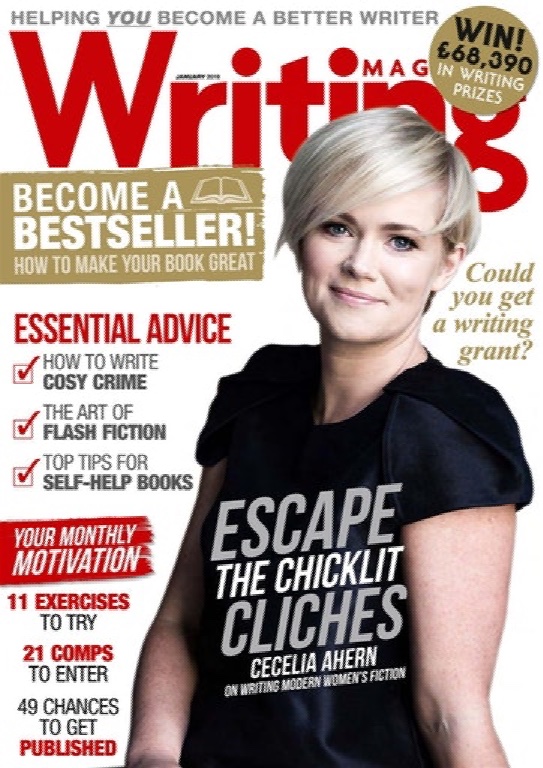 HELPING YOU BECOME A BETTER WRITER
Writing
MAG
JANUARY 2016
WIN!
£68,390
IN WRITING
PRIZES
BECOME A
BESTSELLER!
HOW TO MAKE YOUR BOOK GREAT
Could
you get
a writing
grant?
ESSENTIAL ADVICE
HOW TO WRITE
COSY CRIME
THE ART OF
FLASH FICTION
TOP TIPS FOR
SELF-HELP BOOKS
YOUR MONTHLY
MOTIVATION
11 EXERCISES
TO TRY
21 COMPS
TO ENTER
49 CHANCES
TO GET
PUBLISHED
ESCAPE
THE CHICKLIT
CLICHES
CECELIA AHERN
ON WRITING MODERN WOMEN'S FICTION